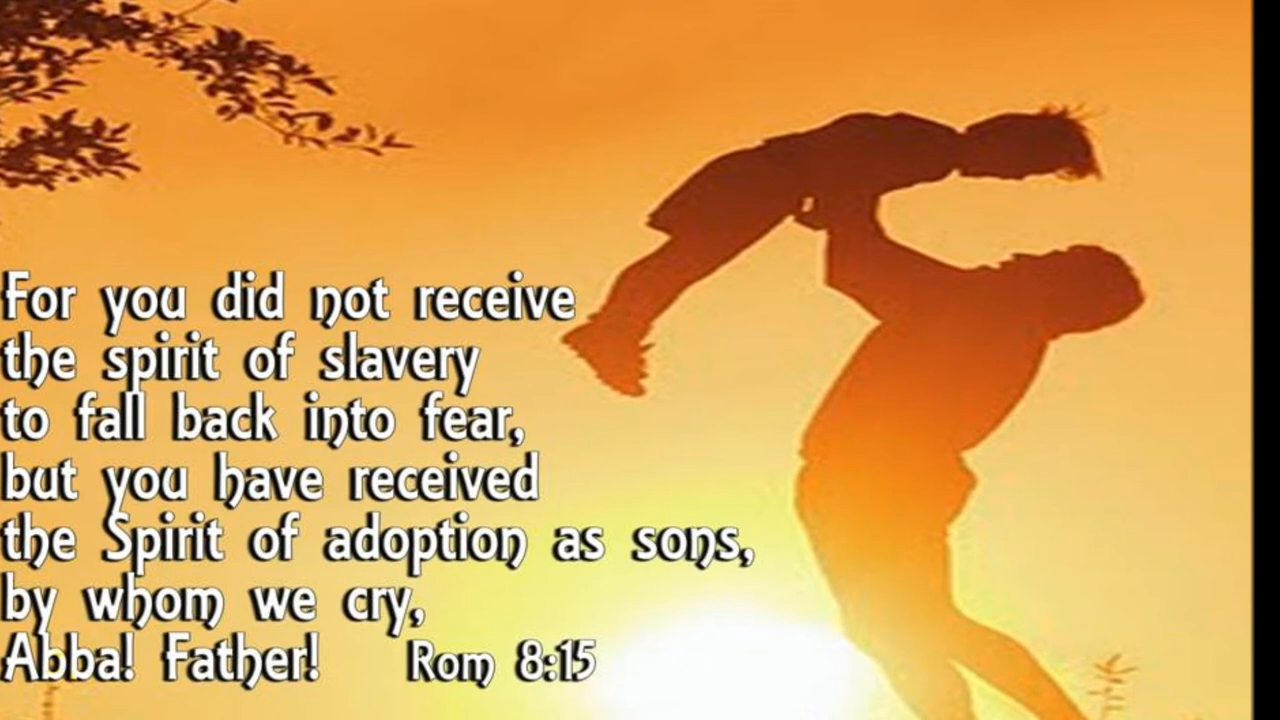 For you did not receive
the spirit of slavery
to fall back into fear,
but you have received
the Spirit of adoption as sons,
by whom we cry,
Abba! Father! Rom 8:15